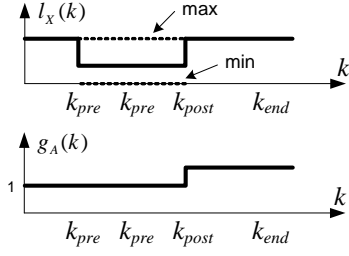 l_X(k)
max
min
k
k_pre k_pre k_post k_end
g_A(k)
1
k
k_pre k_pre k_post k_end